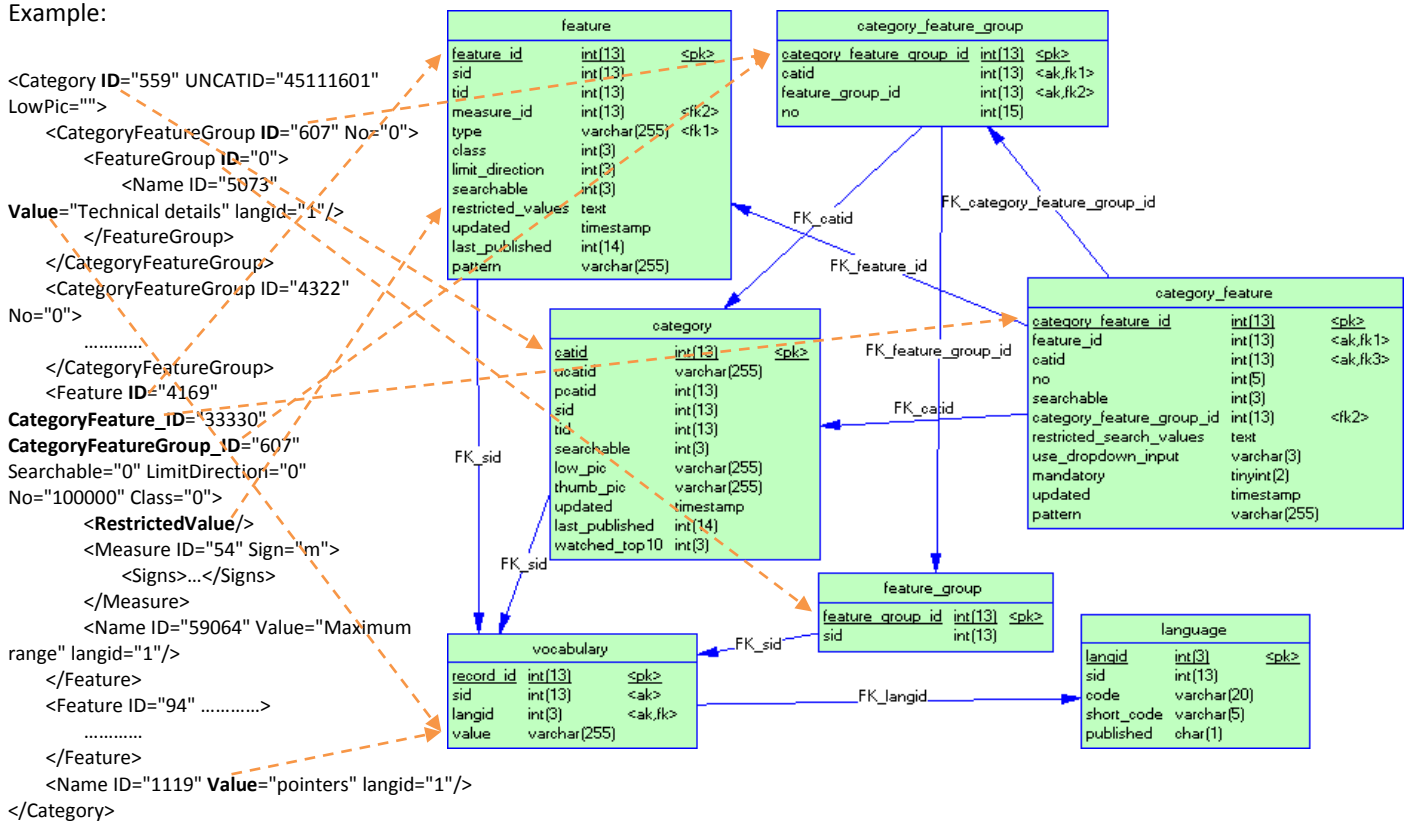 Example:
<Category ID="559" UNCATID="45111601"
LowPic="">
<CategoryFeatureGroup ID="607" No="0">
<FeatureGroup ID="0">
<Name ID="5073"
Value="Technical details" langid="1"/>
</FeatureGroup>
</CategoryFeatureGroup>
<CategoryFeatureGroup ID="4322"
No="0">
…………
</CategoryFeatureGroup>
<Feature ID="4169"
CategoryFeature_ID="33330"
CategoryFeatureGroup_ID="607"
Searchable="0" LimitDirection="0"
No="100000" Class="0">
<RestrictedValue/>
<Measure ID="54" Sign="m">
<Signs>…</Signs>
</Measure>
<Name ID="59064" Value="Maximum
range" langid="1"/>
</Feature>
<Feature ID="94" …………>
…………
</Feature>
<Name ID="1119" Value="pointers" langid="1"/>
</Category>
feature
feature_id int(13) <pk>
sid int(13)
tid int(13)
measure_id int(13) <fk2>
type varchar(255) <fk1>
class int(3)
limit_direction int(3)
searchable int(3)
restricted_values text
updated timestamp
last_published int(14)
pattern varchar(255)
category_feature_group
category_feature_group_id int(13) <pk>
catid int(13) <ak,fk1>
feature_group_id int(13) <ak,fk2>
no int(15)
FK_catid
FK_category_feature_group_id
FK_feature_id
category_feature
category_feature_id int(13) <pk>
feature_id int(13) <ak,fk1>
catid int(13) <ak,fk3>
no int(5)
searchable int(3)
category_feature_group_id int(13) <fk2>
restricted_search_values text
use_dropdown_input varchar(3)
mandatory tinyint(2)
updated timestamp
pattern varchar(255)
category
catid int(13) <pk>
ucatid varchar(255)
pcatid int(13)
sid int(13)
tid int(13)
searchable int(3)
low_pic varchar(255)
thumb_pic varchar(255)
updated timestamp
last_published int(14)
watched_top10 int(3)
FK_feature_group_id
FK_catid
FK_sid
FK_sid
feature_group
feature_group_id int(13) <pk>
sid int(13)
FK_sid
vocabulary
record_id int(13) <pk>
sid int(13) <ak>
langid int(3) <ak,fk>
value varchar(255)
FK_langid
language
langid int(3) <pk>
sid int(13)
code varchar(20)
short_code varchar(5)
published char(1)